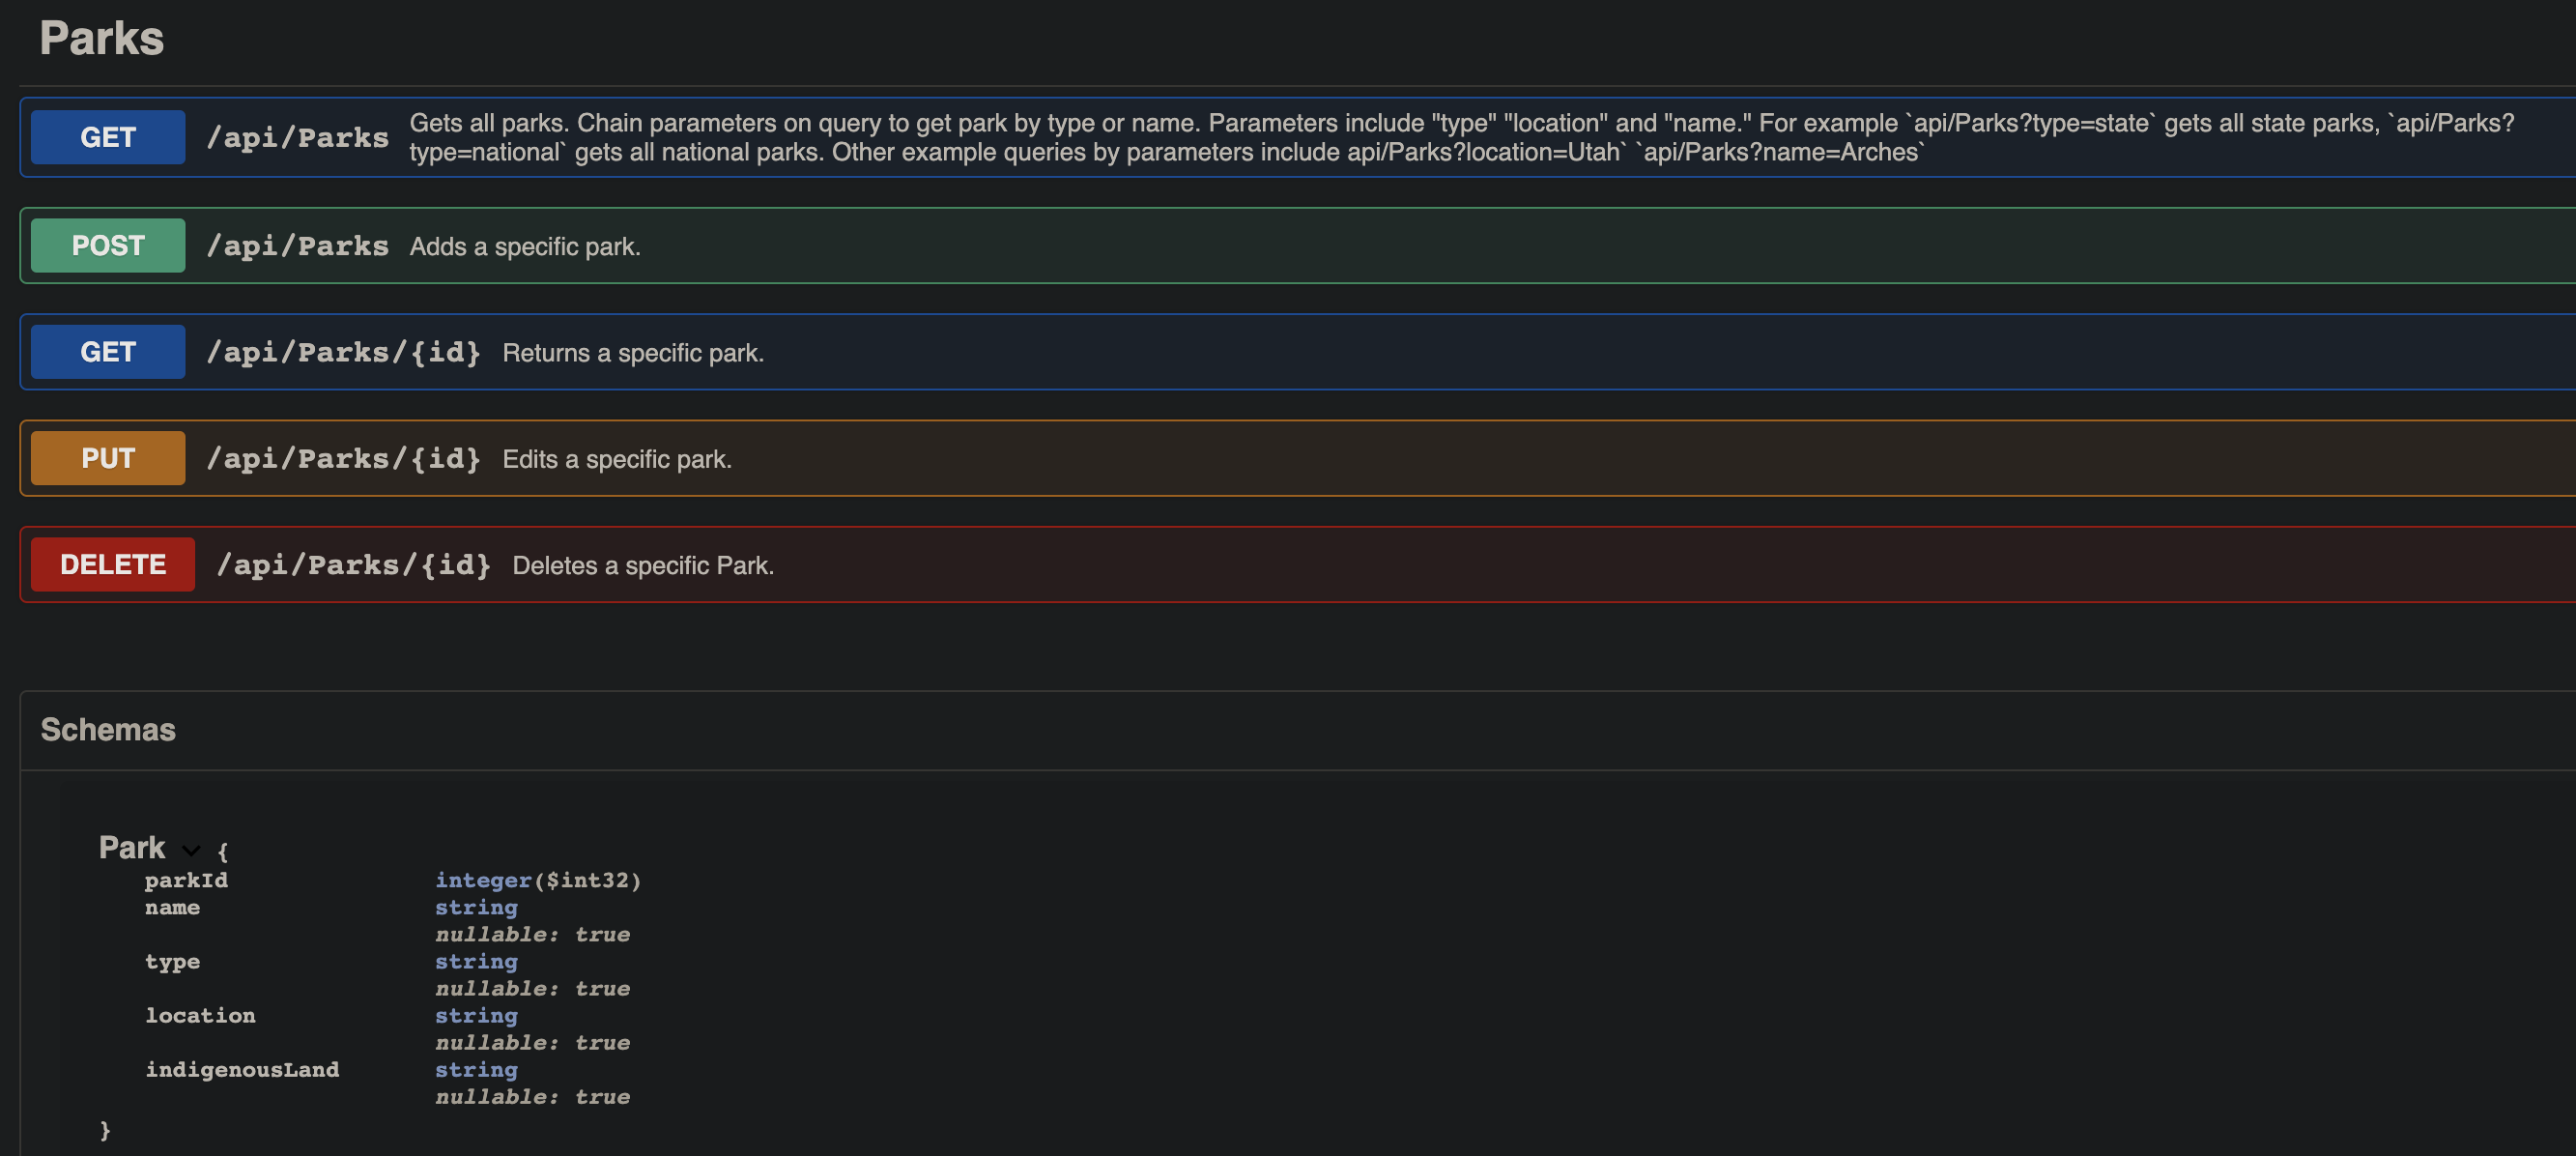 Parks
GET /api/Parks Gets all parks. Chain parameters on query to get park by type or name. Parameters include "type" "location" and "name." For example `api/Parks?type=state` gets all state parks, `api/Parks?
type=national` gets all national parks. Other example queries by parameters include api/Parks?location=Utah` `api/Parks?name=Arches`
POST /api/Parks Adds a specific park.
GET /api/Parks/{id} Returns a specific park.
PUT /api/Parks/{id} Edits a specific park.
DELETE /api/Parks/{id} Deletes a specific Park.
Schemas
Park {
parkId integer($int32)
name string
nullable: true
type string
nullable: true
location string
nullable: true
indigenousLand string
nullable: true
}